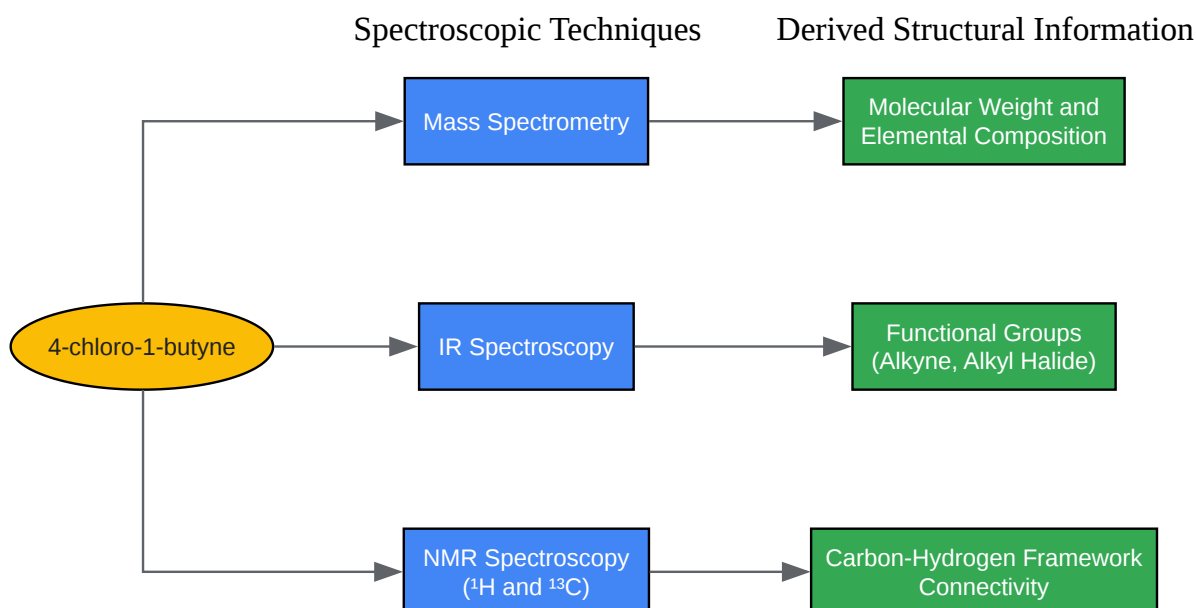 Spectroscopic Techniques
Derived Structural Information
Mass Spectrometry
Molecular Weight and
Elemental Composition
4-chloro-1-butyne
IR Spectroscopy
Functional Groups
(Alkyne, Alkyl Halide)
NMR Spectroscopy
(¹H and ¹³C)
Carbon-Hydrogen Framework
Connectivity